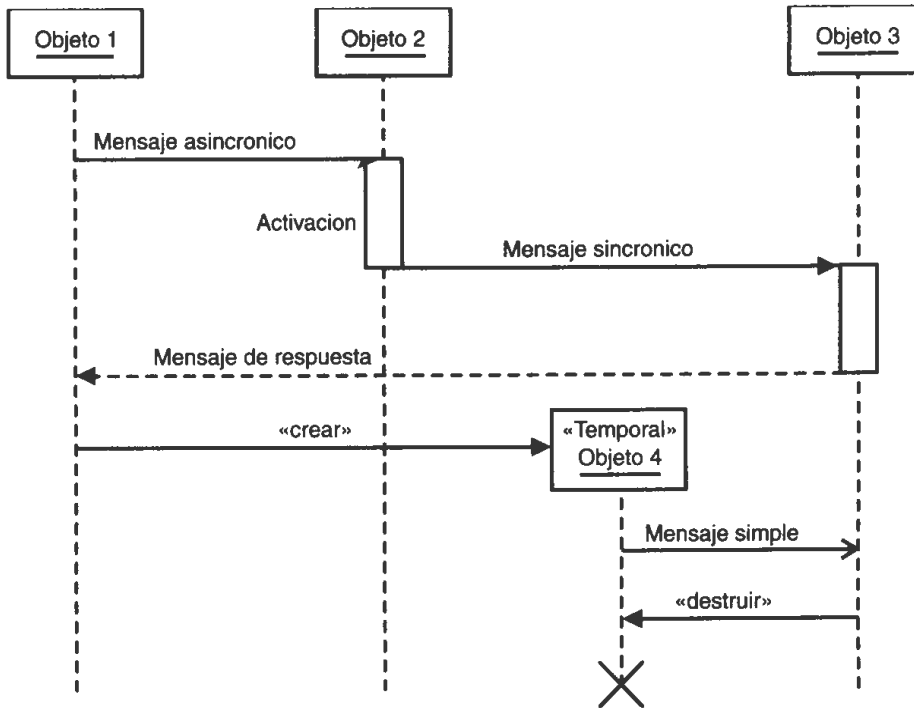 Objeto 1
Objeto 2
Objeto 3
Mensaje asincronico
Activacion
Mensaje sincronico
Mensaje de respuesta
«crear»
«Temporal»
Objeto 4
Mensaje simple
«destruir»